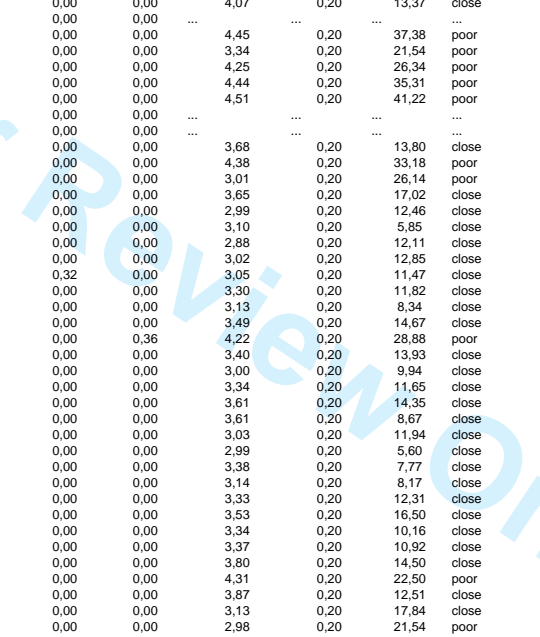 0,00 0,00 4,07 0,20 13,37 close
0,00 0,00 ... ... ... ...
0,00 0,00 4,45 0,20 37,38 poor
0,00 0,00 3,34 0,20 21,54 poor
0,00 0,00 4,25 0,20 26,34 poor
0,00 0,00 4,44 0,20 35,31 poor
0,00 0,00 4,51 0,20 41,22 poor
0,00 0,00 ... ... ... ...
0,00 0,00 ... ... ... ...
0,00 0,00 3,68 0,20 13,80 close
0,00 0,00 4,38 0,20 33,18 poor
0,00 0,00 3,01 0,20 26,14 poor
0,00 0,00 3,65 0,20 17,02 close
0,00 0,00 2,99 0,20 12,46 close
0,00 0,00 3,10 0,20 5,85 close
0,00 0,00 2,88 0,20 12,11 close
0,00 0,00 3,02 0,20 12,85 close
0,32 0,00 3,05 0,20 11,47 close
0,00 0,00 3,30 0,20 11,82 close
0,00 0,00 3,13 0,20 8,34 close
0,00 0,00 3,49 0,20 14,67 close
0,00 0,36 4,22 0,20 28,88 poor
0,00 0,00 3,40 0,20 13,93 close
0,00 0,00 3,00 0,20 9,94 close
0,00 0,00 3,34 0,20 11,65 close
0,00 0,00 3,61 0,20 14,35 close
0,00 0,00 3,61 0,20 8,67 close
0,00 0,00 3,03 0,20 11,94 close
0,00 0,00 2,99 0,20 5,60 close
0,00 0,00 3,38 0,20 7,77 close
0,00 0,00 3,14 0,20 8,17 close
0,00 0,00 3,33 0,20 12,31 close
0,00 0,00 3,53 0,20 16,50 close
0,00 0,00 3,34 0,20 10,16 close
0,00 0,00 3,37 0,20 10,92 close
0,00 0,00 3,80 0,20 14,50 close
0,00 0,00 4,31 0,20 22,50 poor
0,00 0,00 3,87 0,20 12,51 close
0,00 0,00 3,13 0,20 17,84 close
0,00 0,00 2,98 0,20 21,54 poor
r Review On